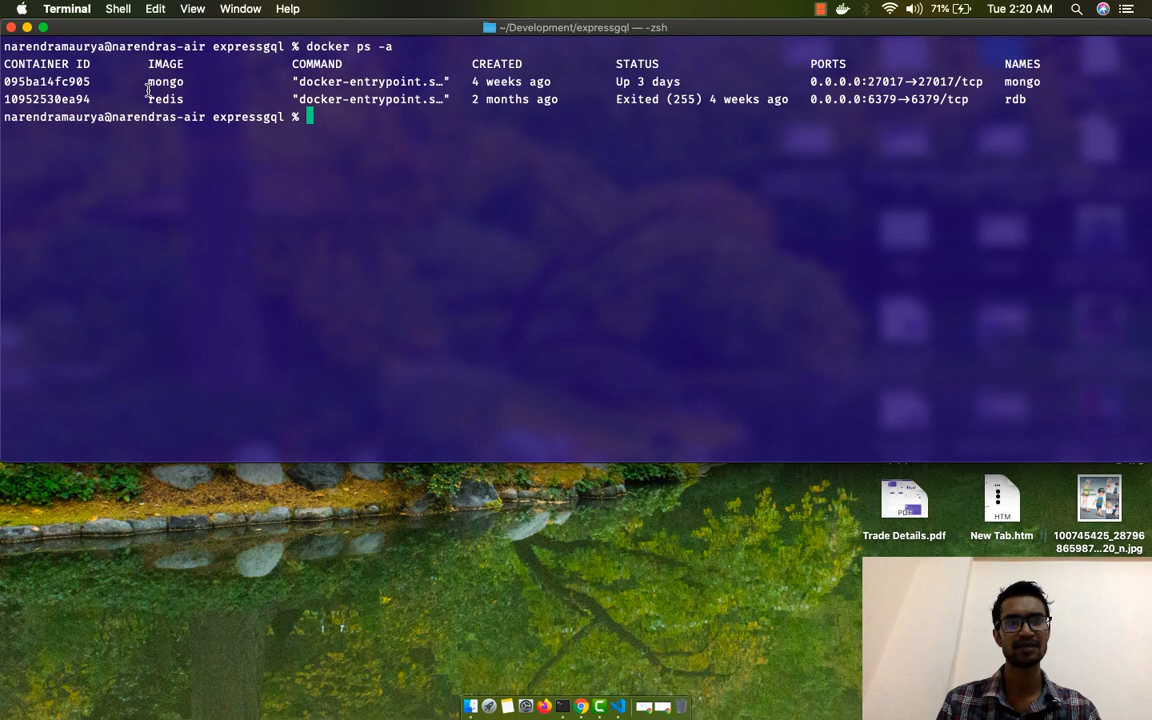 Terminal Shell Edit View Window Help 71% Tue 2:20 AM
~/Development/expressgql — -zsh
narendramaurya@narendras-air expressgql % docker ps -a
CONTAINER ID IMAGE COMMAND CREATED STATUS PORTS NAMES
095ba14fc905 mongo "docker-entrypoint.s…" 4 weeks ago Up 3 days 0.0.0.0:27017->27017/tcp mongo
10952530ea94 redis "docker-entrypoint.s…" 2 months ago Exited (255) 4 weeks ago 0.0.0.0:6379->6379/tcp rdb
narendramaurya@narendras-air expressgql %
PDF
HTM
Trade Details.pdf New Tab.htm 100745425_28796
865987...20_n.jpg